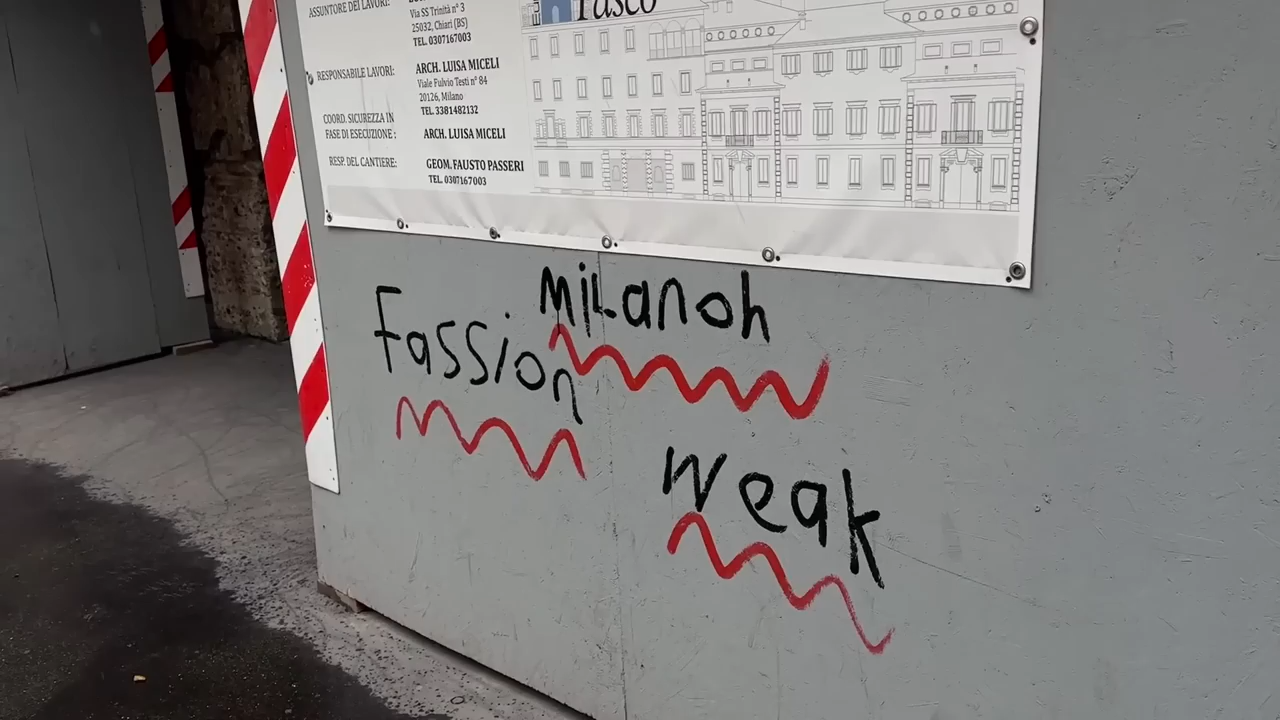 ASSUNTORE DEI LAVORI:
Via SS Trinità n° 3
25032, Chiari (BS)
TEL. 0307167003
RESPONSABILE LAVORI:
ARCH. LUISA MICELI
Viale Fulvio Testi n° 84
20126, Milano
TEL. 3381482132
COORD. SICUREZZA IN
FASE DI ESECUZIONE :
ARCH. LUISA MICELI
RESP. DEL CANTIERE:
GEOM. FAUSTO PASSERI
TEL. 0307167003
Milanoh
Fassion
Weak